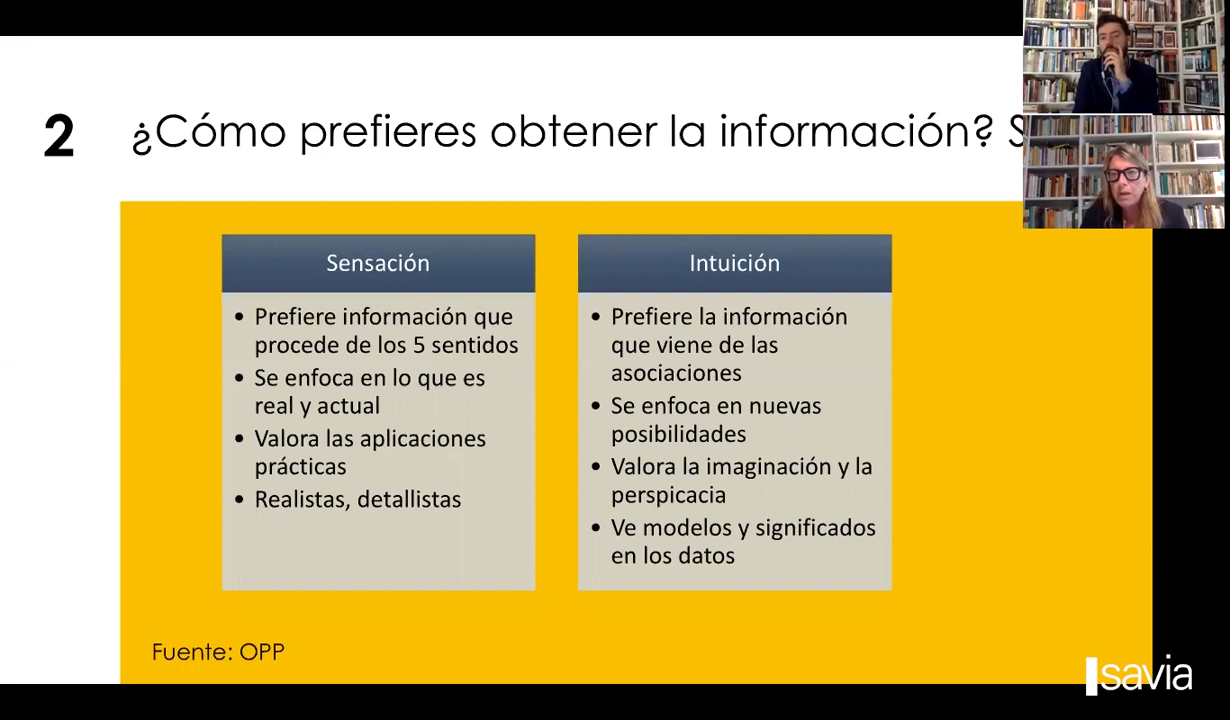 2
¿Cómo prefieres obtener la información? S
Sensación
• Prefiere información que
procede de los 5 sentidos
• Se enfoca en lo que es
real y actual
• Valora las aplicaciones
prácticas
• Realistas, detallistas
Intuición
• Prefiere la información
que viene de las
asociaciones
• Se enfoca en nuevas
posibilidades
• Valora la imaginación y la
perspicacia
• Ve modelos y significados
en los datos
Fuente: OPP
savia